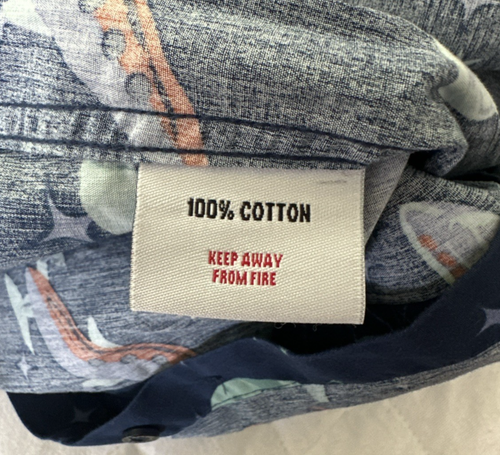 100% COTTON
KEEP AWAY
FROM FIRE